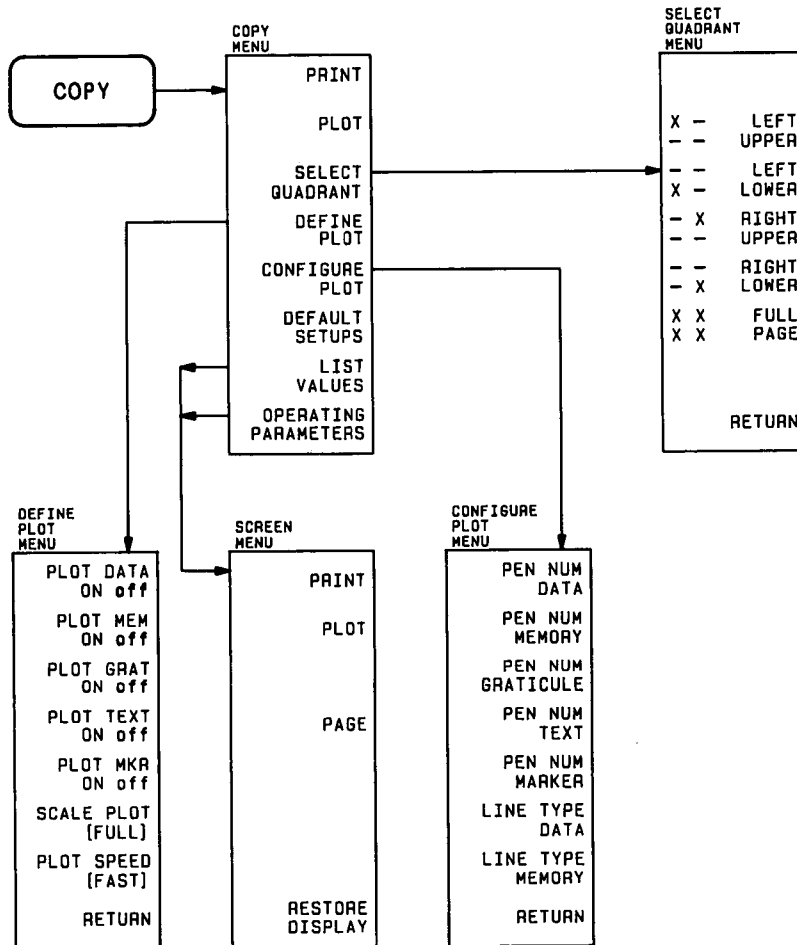 COPY
COPY
MENU
PRINT
PLOT
SELECT
QUADRANT
DEFINE
PLOT
CONFIGURE
PLOT
DEFAULT
SETUPS
LIST
VALUES
OPERATING
PARAMETERS
SELECT
QUADRANT
MENU
X - LEFT
- - UPPER
- - LEFT
X - LOWER
- X RIGHT
- - UPPER
- - RIGHT
- X LOWER
X X FULL
X X PAGE
RETURN
DEFINE
PLOT
MENU
PLOT DATA
ON off
PLOT MEM
ON off
PLOT GRAT
ON off
PLOT TEXT
ON off
PLOT MKR
ON off
SCALE PLOT
[FULL]
PLOT SPEED
[FAST]
RETURN
SCREEN
MENU
PRINT
PLOT
PAGE
RESTORE
DISPLAY
CONFIGURE
PLOT
MENU
PEN NUM
DATA
PEN NUM
MEMORY
PEN NUM
GRATICULE
PEN NUM
TEXT
PEN NUM
MARKER
LINE TYPE
DATA
LINE TYPE
MEMORY
RETURN